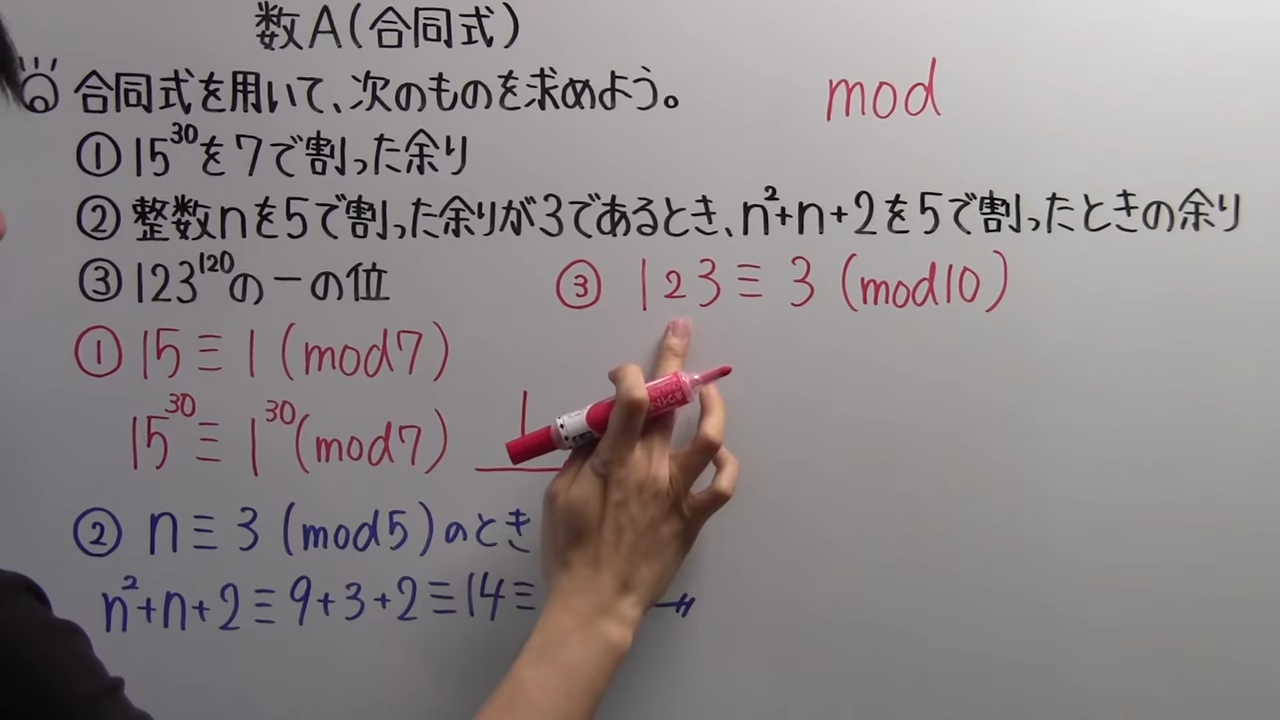 数A(合同式)
合同式を用いて、次のものを求めよう。
mod
① 15³⁰を7で割った余り
② 整数nを5で割った余りが3であるとき、n²+n+2を5で割ったときの余り
③ 123¹²⁰の一の位
③ 123≡3 (mod10)
① 15≡1 (mod7)
15³⁰≡1³⁰(mod7) 1
② n≡3 (mod5)のとき
n²+n+2≡9+3+2≡14≡